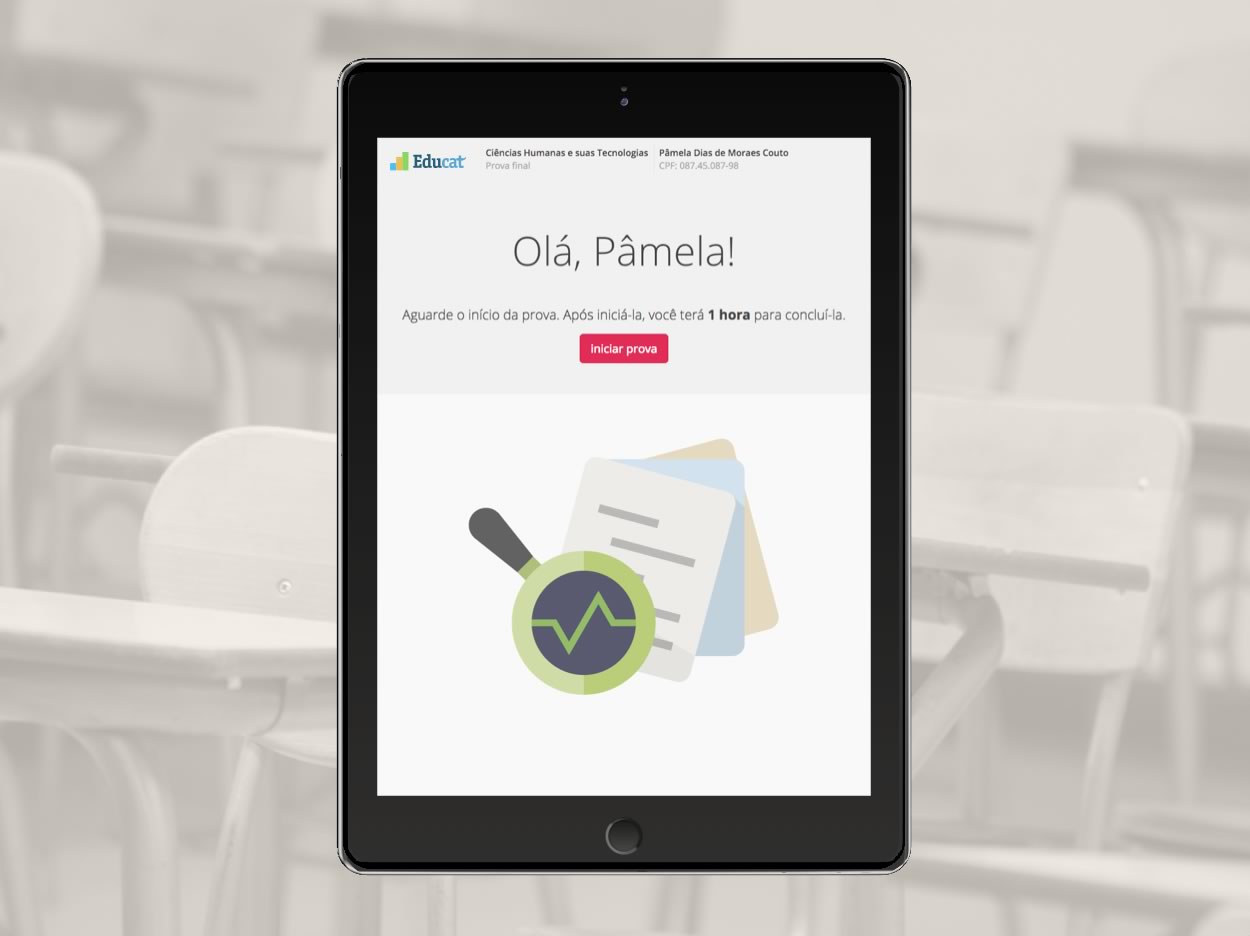 Educat
Ciências Humanas e suas Tecnologias
Prova final
Pâmela Dias de Moraes Couto
CPF: 087.45.087-98
Olá, Pâmela!
Aguarde o início da prova. Após iniciá-la, você terá 1 hora para concluí-la.
Iniciar prova